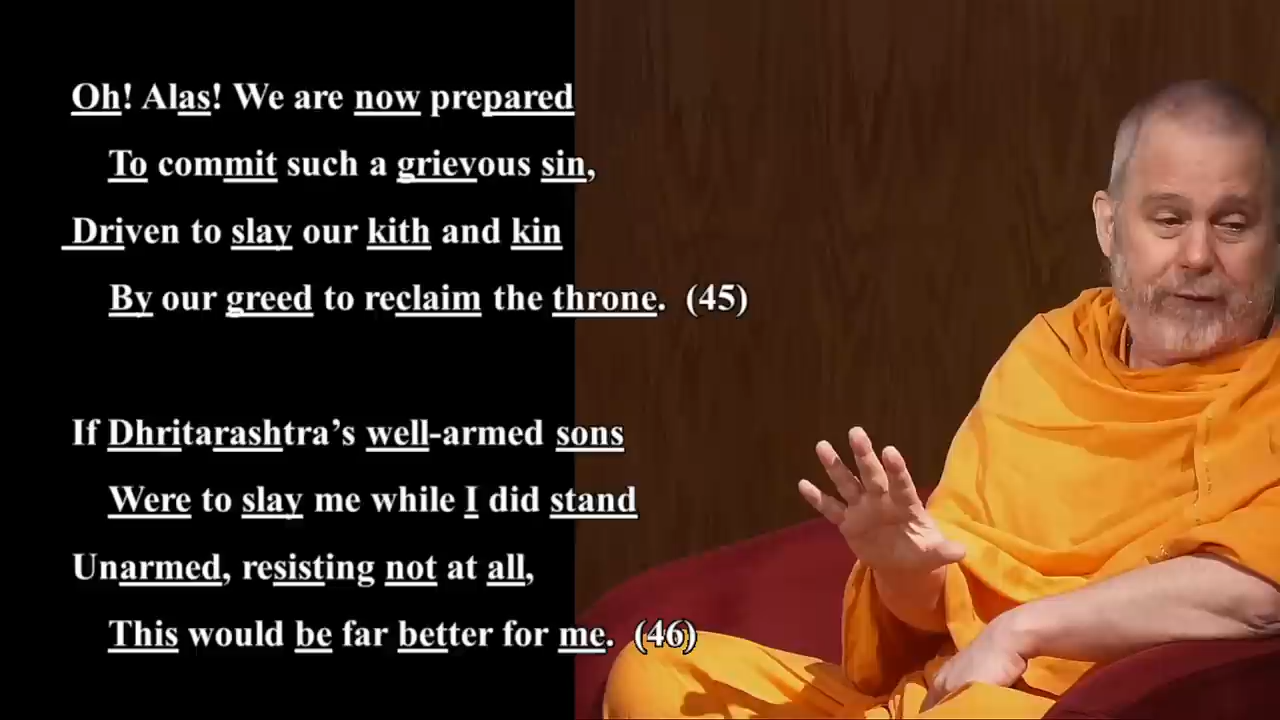 Oh! Alas! We are now prepared
To commit such a grievous sin,
Driven to slay our kith and kin
By our greed to reclaim the throne. (45)
If Dhritarashtra’s well-armed sons
Were to slay me while I did stand
Unarmed, resisting not at all,
This would be far better for me. (46)